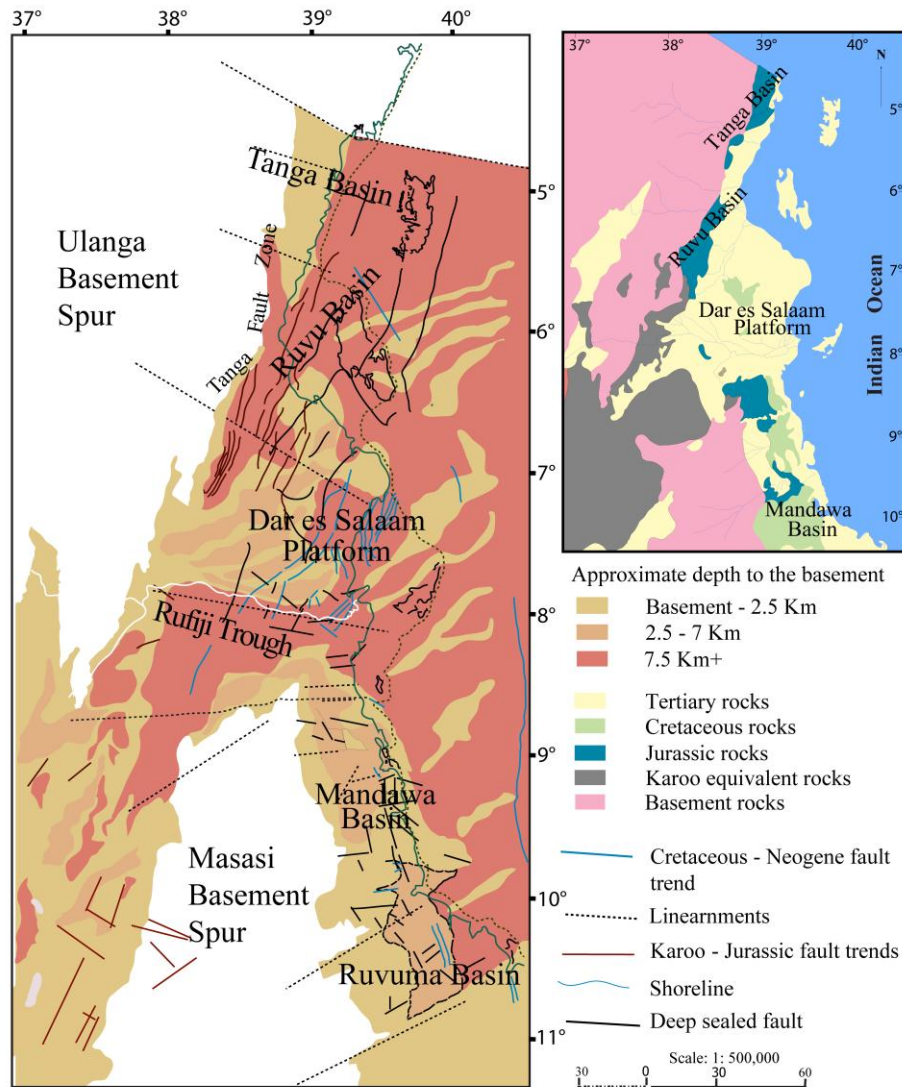 37° 38° 39° 40°
Tanga Basin
5°
Ulanga
Basement
Spur
Tanga Fault Zone
Ruvu Basin
6°
7°
Dar es Salaam
Platform
8°
Rufiji Trough
9°
Mandawa
Basin
Masasi
Basement
Spur
10°
Ruvuma Basin
11°
37° 38° 39° 40°
N
Tanga Basin
5°
6°
Ruvu Basin
7°
Dar es Salaam
Platform
Indian Ocean
8°
9°
Mandawa
Basin
10°
Approximate depth to the basement
Basement - 2.5 Km
2.5 - 7 Km
7.5 Km+
Tertiary rocks
Cretaceous rocks
Jurassic rocks
Karoo equivalent rocks
Basement rocks
Cretaceous - Neogene fault
trend
Linearnments
Karoo - Jurassic fault trends
Shoreline
Deep sealed fault
Scale: 1: 500,000
30 0 30 60